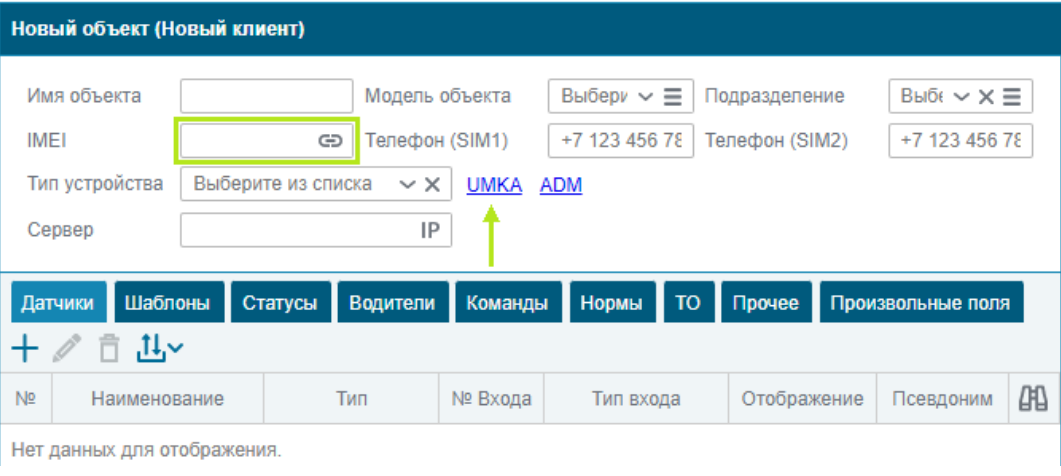 Новый объект (Новый клиент)
Имя объекта Модель объекта Выбери Подразделение Выбе
IMEI Телефон (SIM1) +7 123 456 78 Телефон (SIM2) +7 123 456 78
Тип устройства Выберите из списка UMKA ADM
Сервер IP
Датчики Шаблоны Статусы Водители Команды Нормы ТО Прочее Произвольные поля
№ Наименование Тип № Входа Тип входа Отображение Псевдоним
Нет данных для отображения.